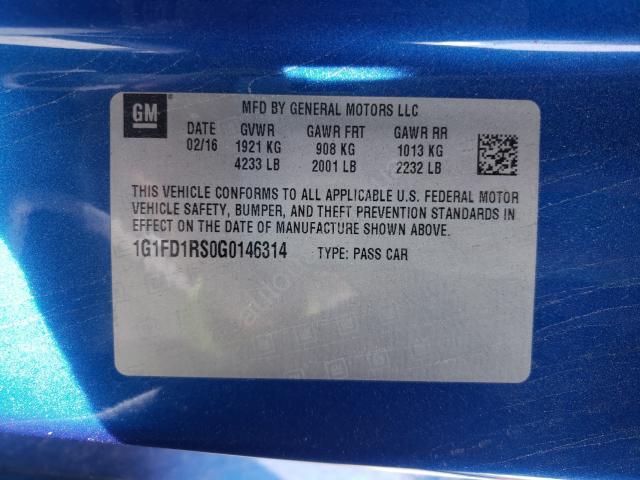 GM
MFD BY GENERAL MOTORS LLC
DATE GVWR GAWR FRT GAWR RR
02/16 1921 KG 908 KG 1013 KG
4233 LB 2001 LB 2232 LB
THIS VEHICLE CONFORMS TO ALL APPLICABLE U.S. FEDERAL MOTOR
VEHICLE SAFETY, BUMPER, AND THEFT PREVENTION STANDARDS IN
EFFECT ON THE DATE OF MANUFACTURE SHOWN ABOVE.
1G1FD1RS0G0146314 TYPE: PASS CAR